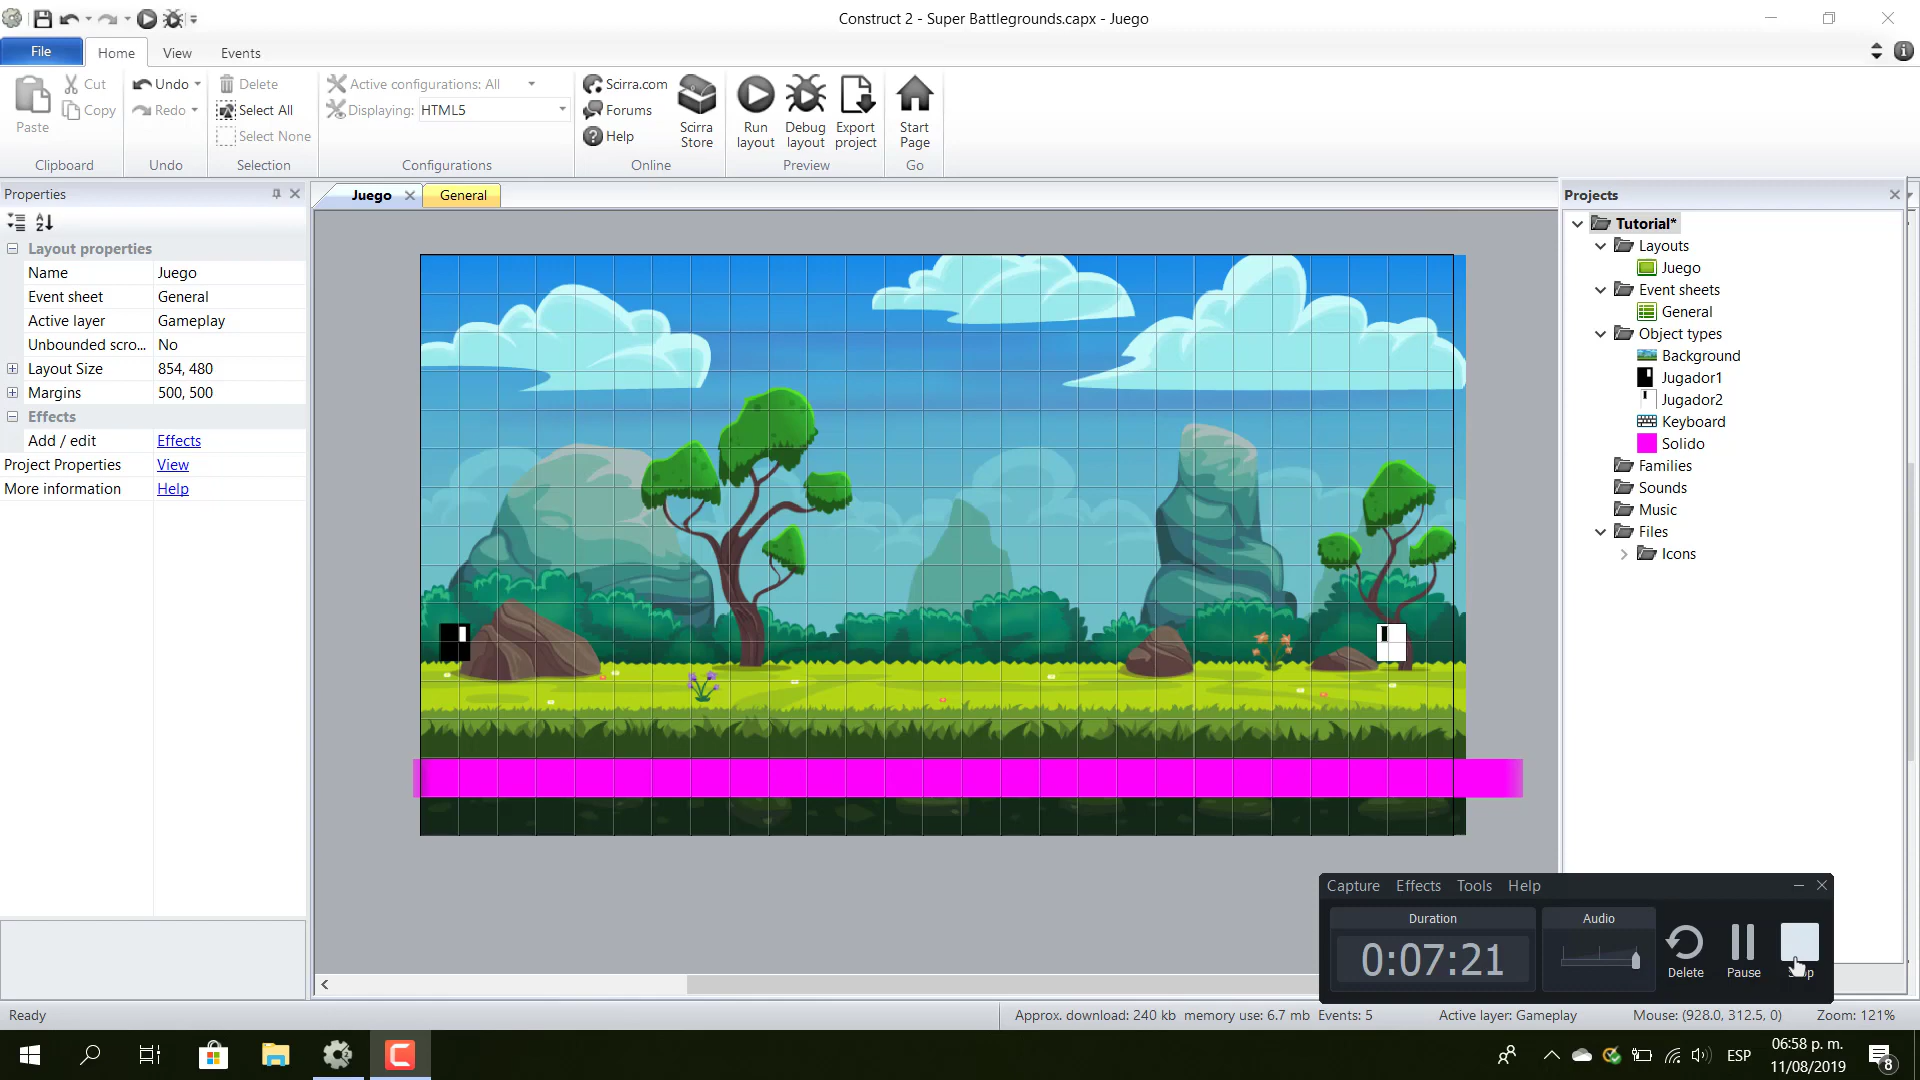 Construct 2 - Super Battlegrounds.capx - Juego
File
Home
View
Events
Paste
Cut
Copy
Clipboard
Undo
Redo
Undo
Delete
Select All
Select None
Selection
Active configurations: All
Displaying: HTML5
Configurations
Scirra.com
Forums
Help
Scirra
Store
Online
Run
layout
Debug
layout
Export
project
Preview
Start
Page
Go
Properties
Layout properties
Name Juego
Event sheet General
Active layer Gameplay
Unbounded scro... No
Layout Size 854, 480
Margins 500, 500
Effects
Add / edit Effects
Project Properties View
More information Help
Juego
General
Projects
Tutorial*
Layouts
Juego
Event sheets
General
Object types
Background
Jugador1
Jugador2
Keyboard
Solido
Families
Sounds
Music
Files
Icons
Capture Effects Tools Help
Duration
0:07:21
Audio
Delete
Pause
Ready
Approx. download: 240 kb memory use: 6.7 mb Events: 5 Active layer: Gameplay Mouse: (928.0, 312.5, 0) Zoom: 121%
ESP
06:58 p. m.
11/08/2019
8